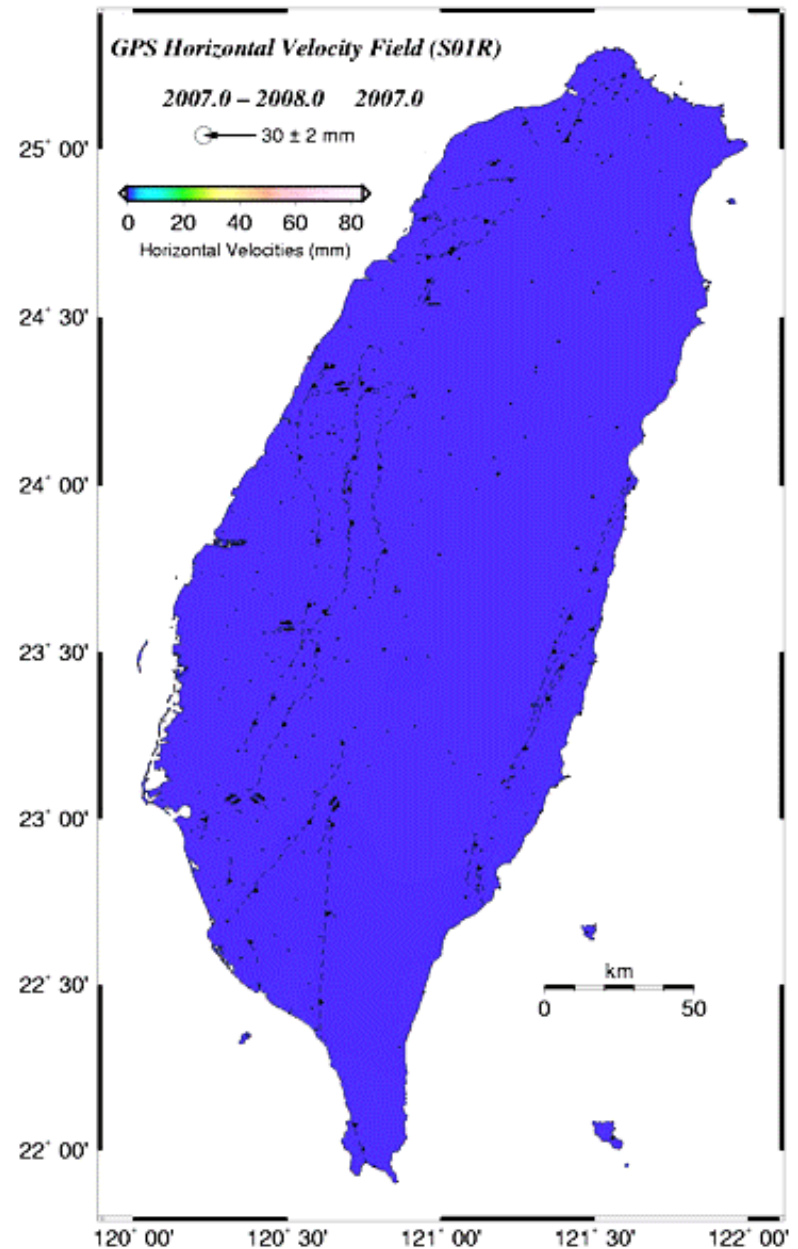 GPS Horizontal Velocity Field (S01R)
2007.0 – 2008.0 2007.0
30 ± 2 mm
0 20 40 60 80
Horizontal Velocities (mm)
25° 00'
24° 30'
24° 00'
23° 30'
23° 00'
22° 30'
22° 00'
km
0 50
120° 00' 120° 30' 121° 00' 121° 30' 122° 00'